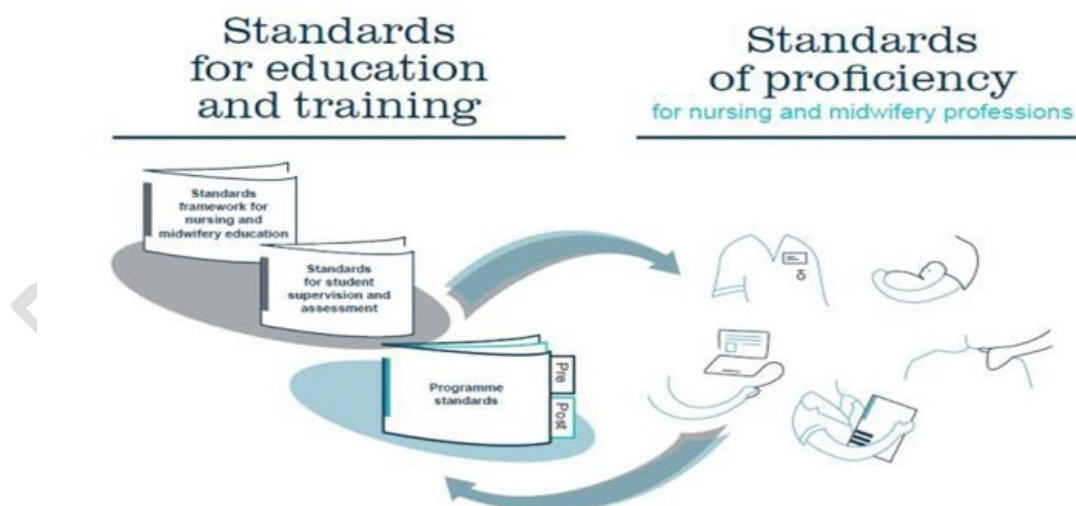 Standards
for education
and training
Standards
of proficiency
for nursing and midwifery professions
Standards
framework for
nursing and
midwifery education
Standards
for student
supervision and
assessment
Programme
standards
Pre
Post